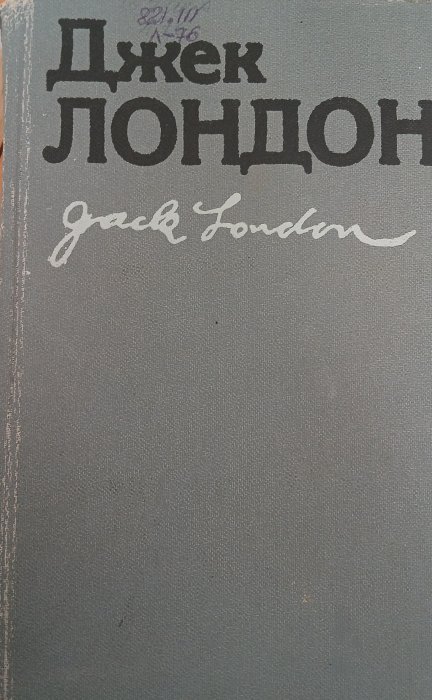 821.111
Л-76
Джек
ЛОНДОН
Jack London